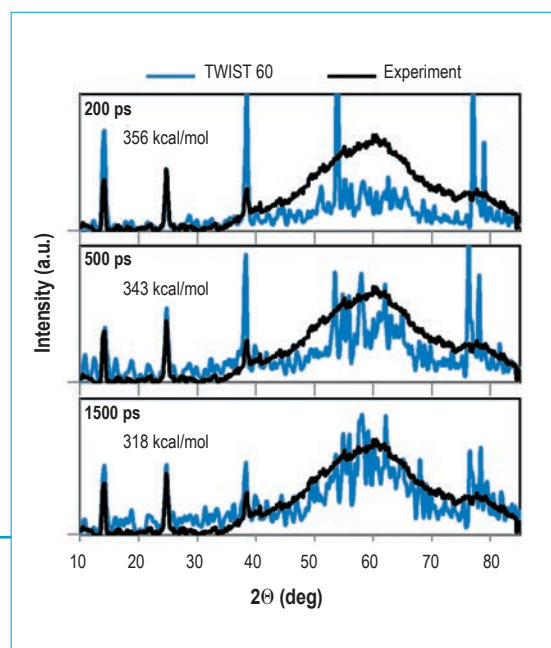 TWIST 60 Experiment
200 ps
356 kcal/mol
500 ps
343 kcal/mol
1500 ps
318 kcal/mol
Intensity (a.u.)
10 20 30 40 50 60 70 80
2Θ (deg)